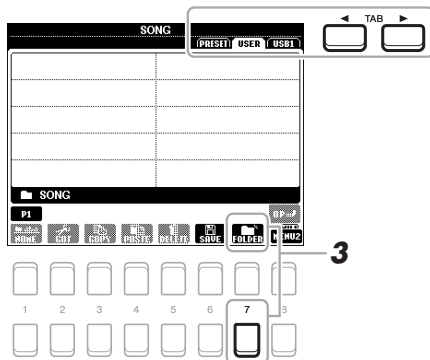 ◀ TAB ▶
SONG
PRESET USER USB1
SONG
P1 UP
NAME CUT COPY PASTE DELETE SAVE FOLDER MENU2
3
1 2 3 4 5 6 7 8